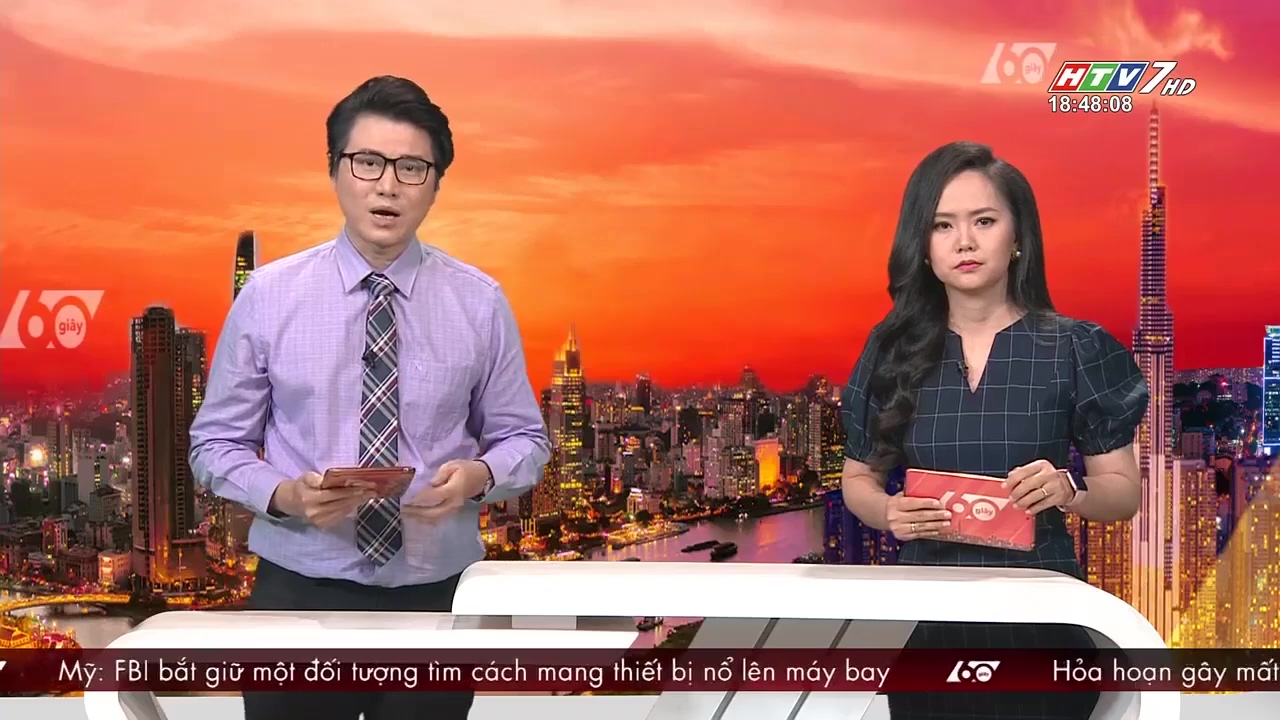 60 giây
HTV7 HD
18:48:08
60 giây
60 giây
Mỹ: FBI bắt giữ một đối tượng tìm cách mang thiết bị nổ lên máy bay
60 giây
Hỏa hoạn gây mất